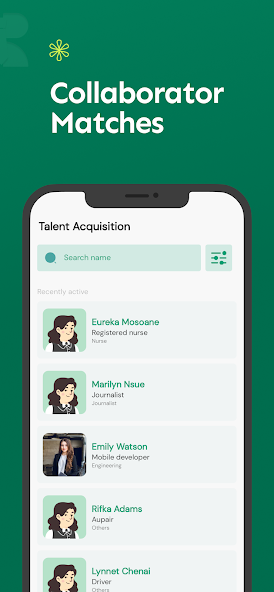 Collaborator
Matches
Talent Acquisition
Search name
Recently active
Eureka Mosoane
Registered nurse
Nurse
Marilyn Nsue
Journalist
Journalist
Emily Watson
Mobile developer
Engineering
Rifka Adams
Aupair
Others
Lynnet Chenai
Driver
Others